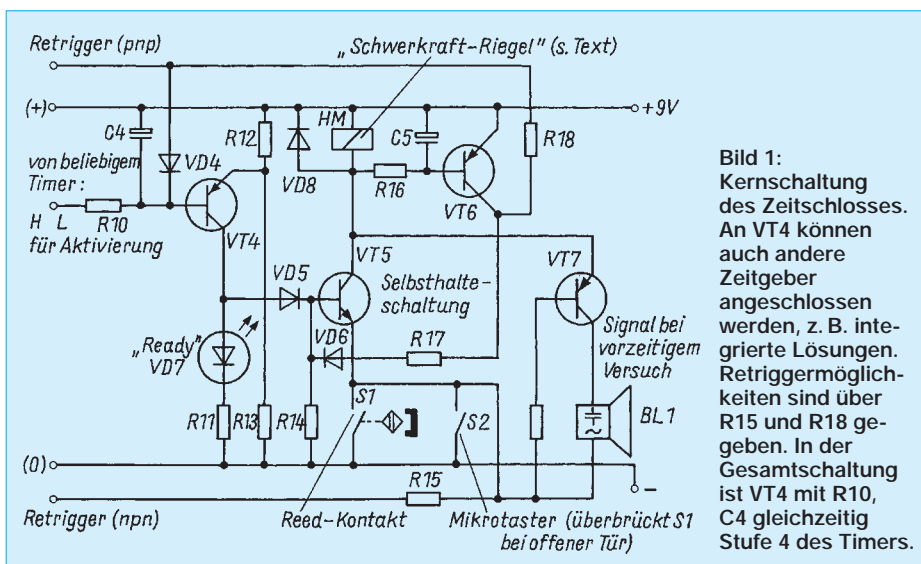 Retrigger (pnp)
„Schwerkraft-Riegel" (s. Text)
(+)
+9V
C4
R12
HM
C5
R18
von beliebigem
Timer:
VD4
VD8
R16
VT6
H L
R10
für Aktivierung
VT4
VD5
VT5
Selbsthalte-
schaltung
VT7
„Ready"
VD7
VD6
R17
Signal bei
vorzeitigem
Versuch
S1
S2
BL1
R11
R13
R14
(0)
–
R15
Retrigger (npn)
Reed-Kontakt
Mikrotaster (überbrückt S1
bei offener Tür)
Bild 1:
Kernschaltung
des Zeitschlosses.
An VT4 können
auch andere
Zeitgeber
angeschlossen
werden, z. B. inte-
grierte Lösungen.
Retriggermöglich-
keiten sind über
R15 und R18 ge-
geben. In der
Gesamtschaltung
ist VT4 mit R10,
C4 gleichzeitig
Stufe 4 des Timers.